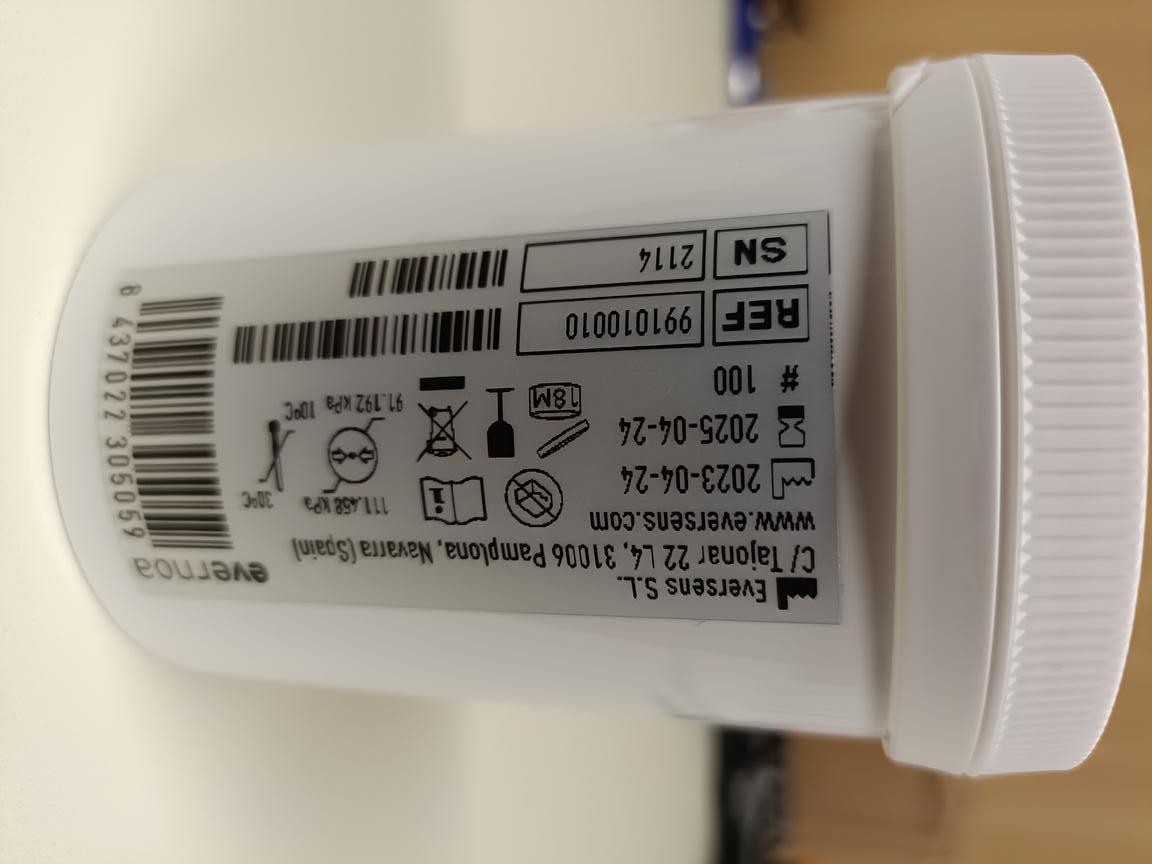 Eversens S.L.
C/ Tajonar 22 L4, 31006 Pamplona, Navarra (Spain)
www.eversens.com
2023-04-24
2025-04-24
# 100
18M
111.458 kPa
91.192 kPa
30ºC
10ºC
REF 991010010
SN 2114
evernoa
8 437022 305059